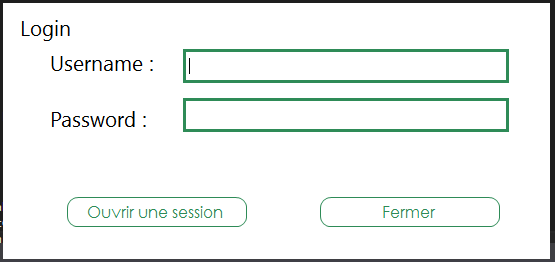 Login
Username :
Password :
Ouvrir une session
Fermer